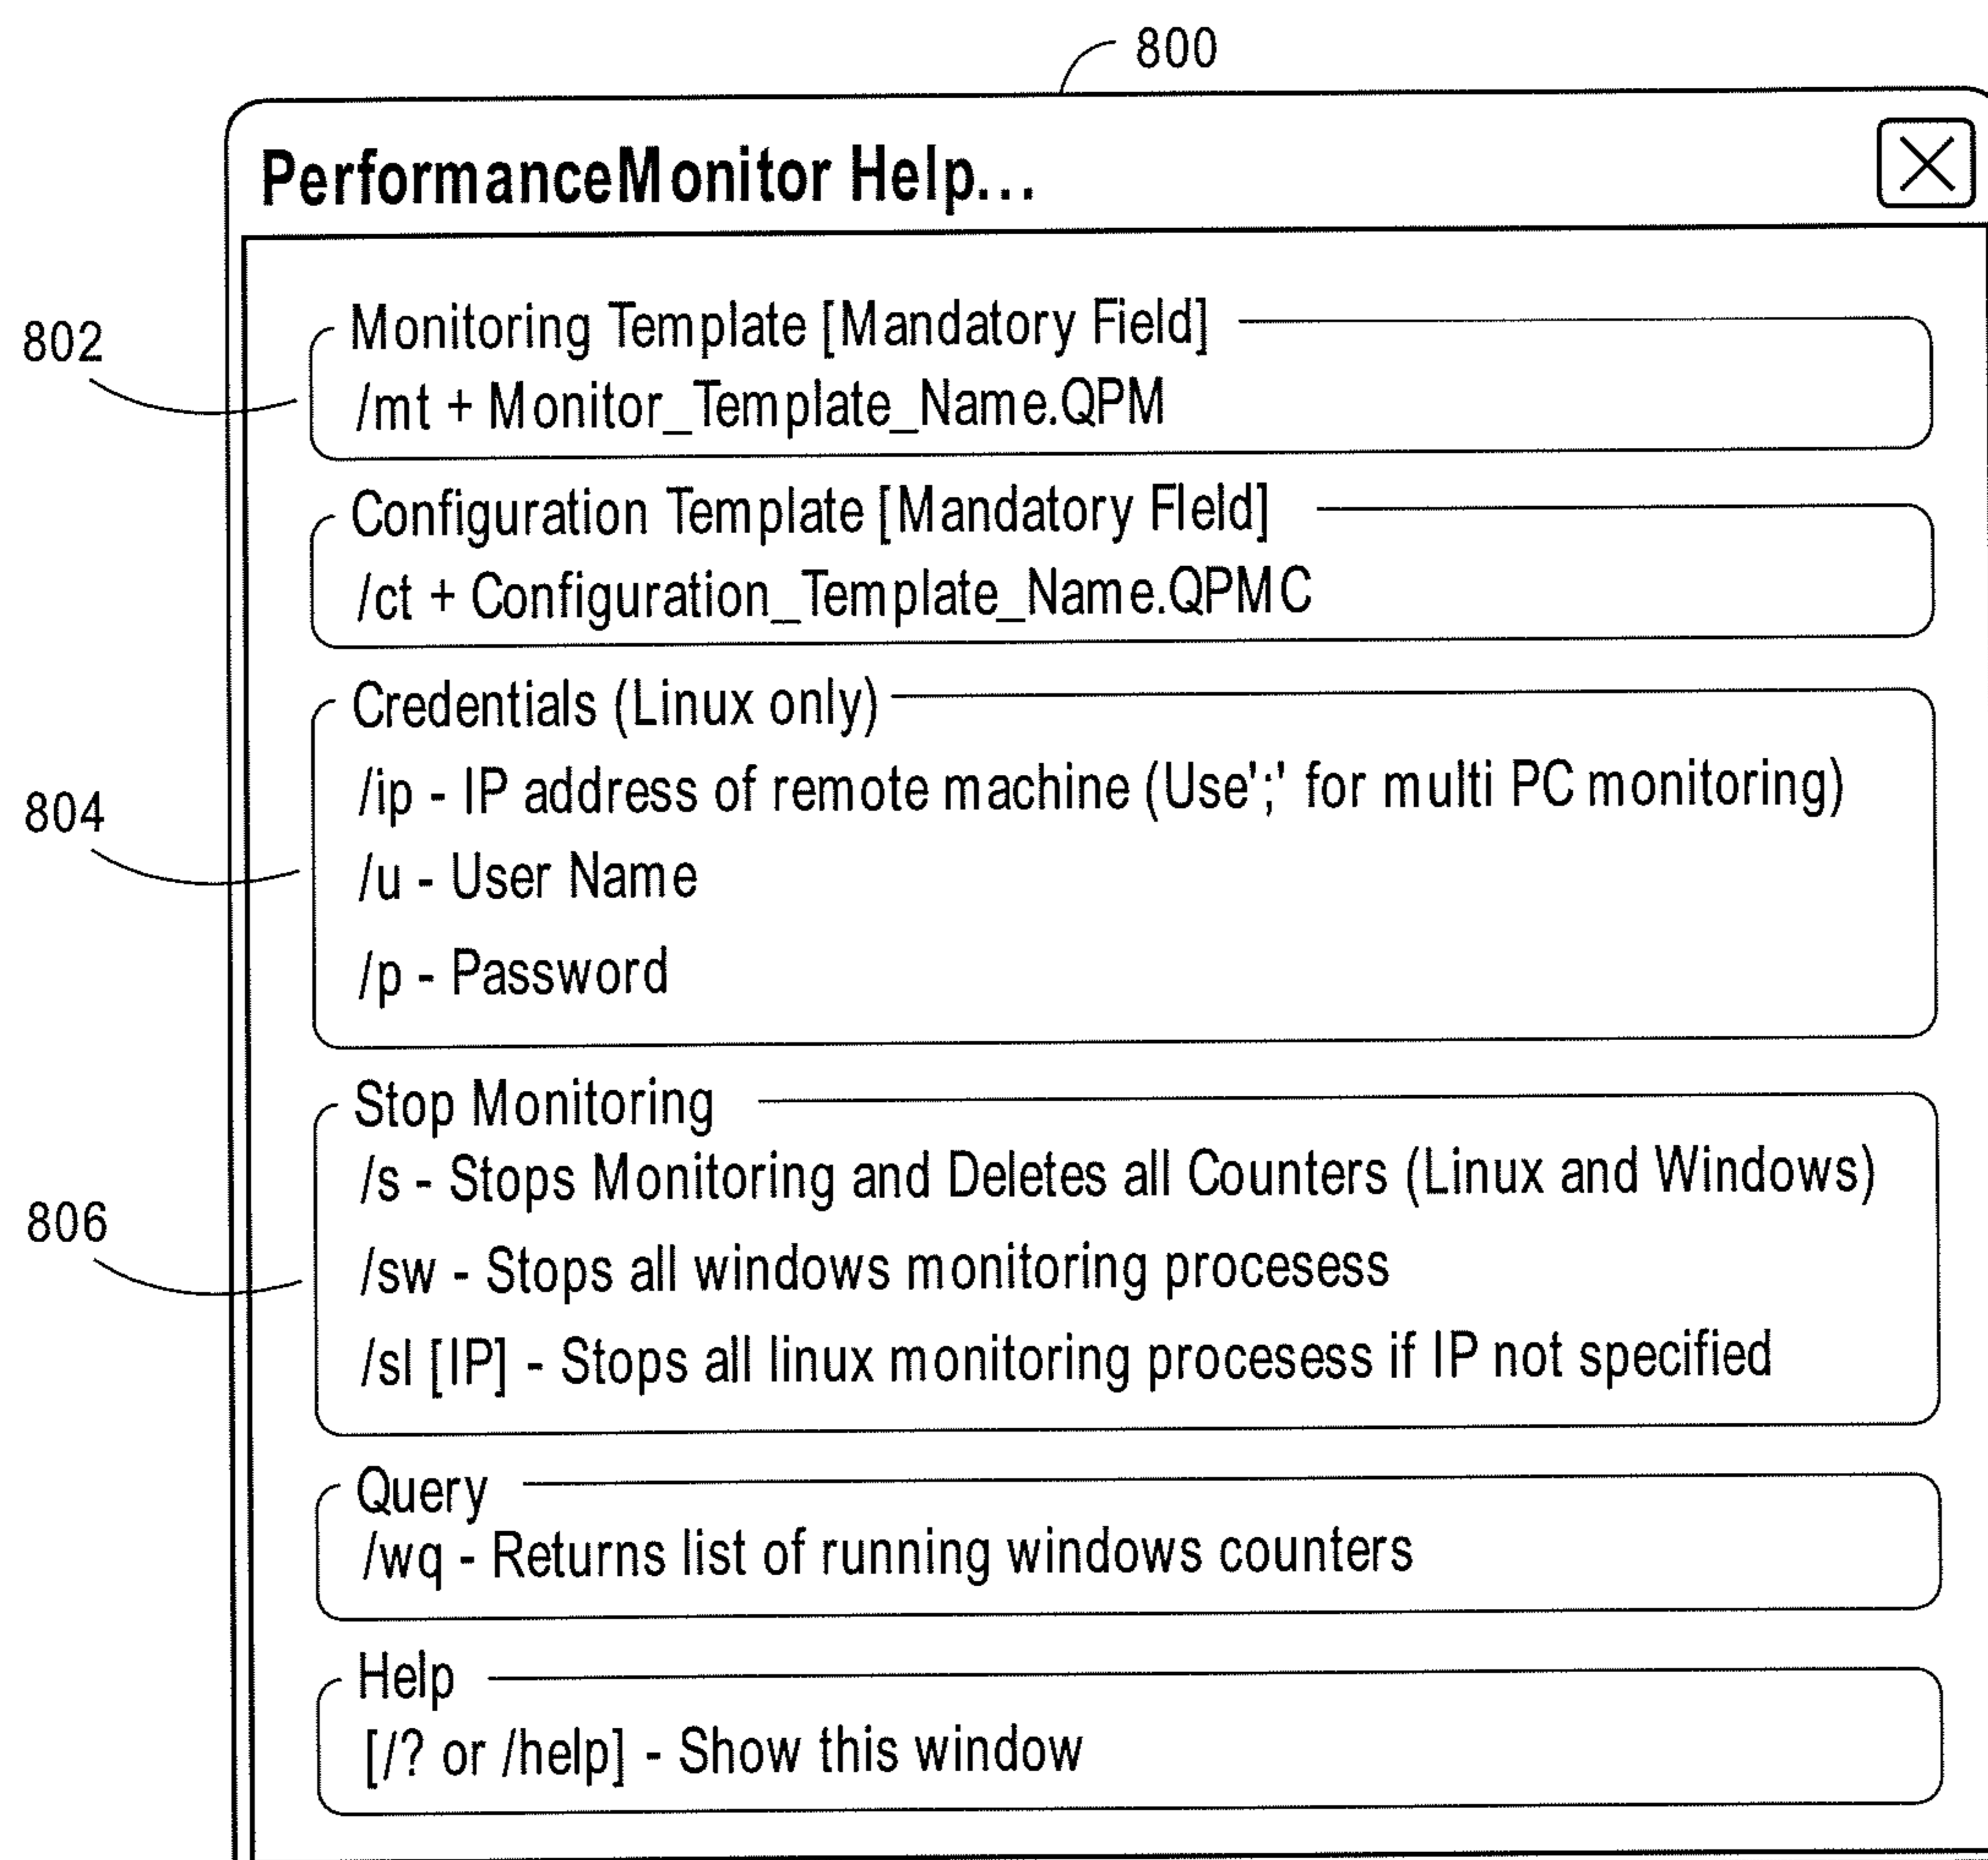 800
PerformanceMonitor Help...
802
Monitoring Template [Mandatory Field]
/mt + Monitor_Template_Name.QPM
Configuration Template [Mandatory FIeld]
/ct + Configuration_Template_Name.QPMC
Credentials (Linux only)
/ip - IP address of remote machine (Use';' for multi PC monitoring)
804
/u - User Name
/p - Password
Stop Monitoring
/s - Stops Monitoring and Deletes all Counters (Linux and Windows)
806
/sw - Stops all windows monitoring procesess
/sl [IP] - Stops all linux monitoring procesess if IP not specified
Query
/wq - Returns list of running windows counters
Help
[/? or /help] - Show this window